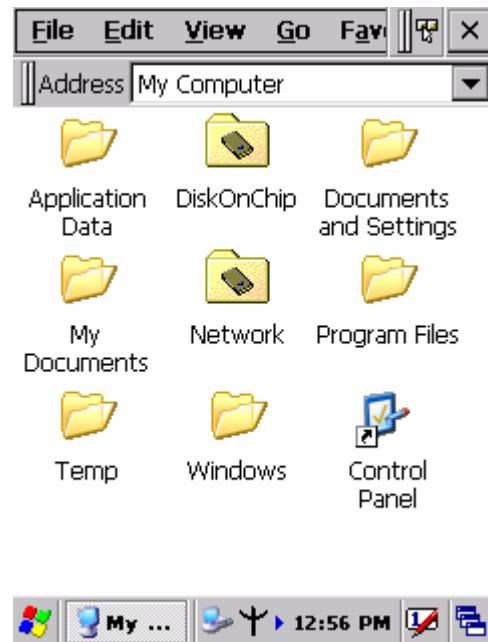 File Edit View Go Fav
Address My Computer
Application Data
DiskOnChip
Documents and Settings
My Documents
Network
Program Files
Temp
Windows
Control Panel
My ... 12:56 PM